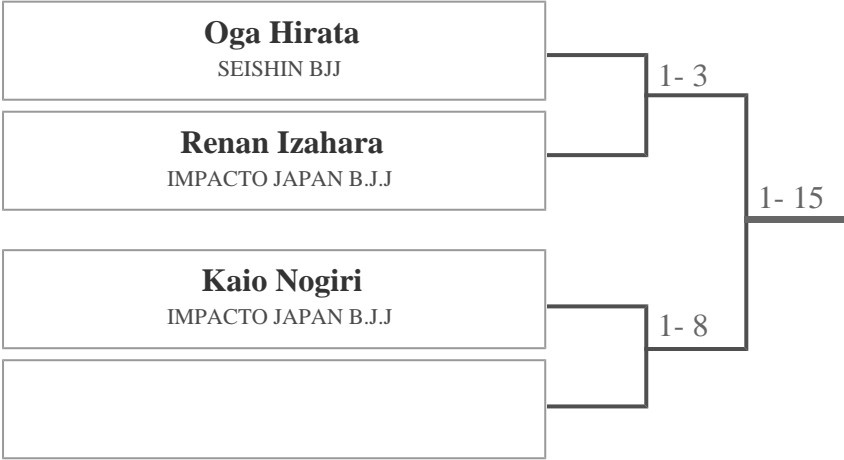 Oga Hirata
SEISHIN BJJ
1- 3
Renan Izahara
IMPACTO JAPAN B.J.J
1- 15
Kaio Nogiri
IMPACTO JAPAN B.J.J
1- 8